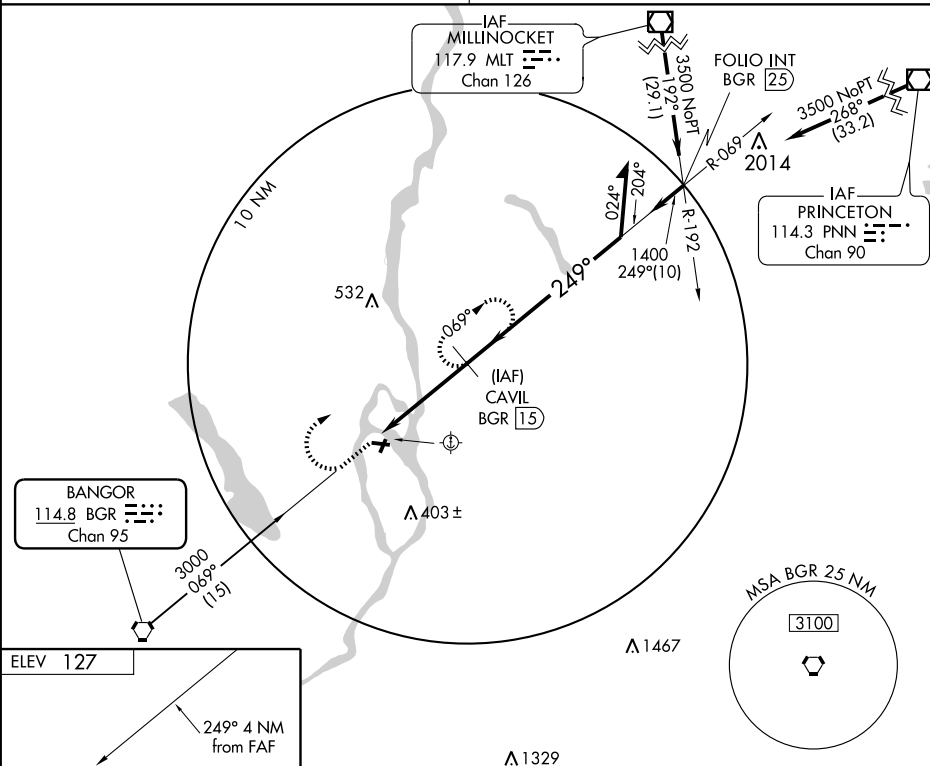 IAF
MILLINOCKET
117.9 MLT
Chan 126
3500 NoPT
192°
(29.1)
FOLIO INT
BGR 25
3500 NoPT
268°
(33.2)
R-069
2014
IAF
PRINCETON
114.3 PNN
Chan 90
10 NM
024°
204°
R-192
1400
249°(10)
249°
532
069°
(IAF)
CAVIL
BGR 15
BANGOR
114.8 BGR
Chan 95
403±
3000
069°
(15)
MSA BGR 25 NM
3100
1467
ELEV 127
249° 4 NM
from FAF
1329